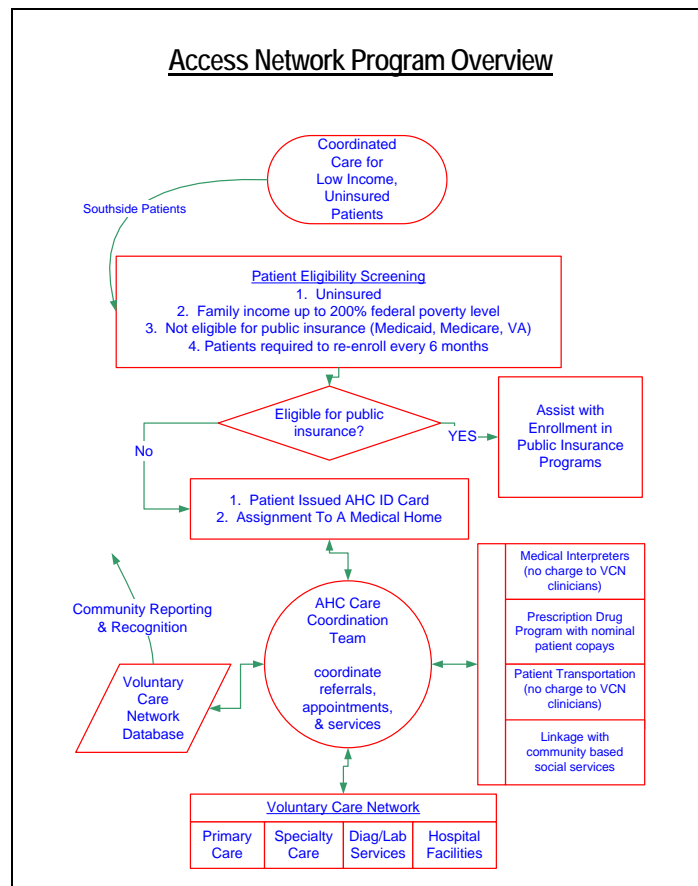 Access Network Program Overview
Coordinated
Care for
Low Income,
Uninsured
Patients
Southside Patients
Patient Eligibility Screening
1. Uninsured
2. Family income up to 200% federal poverty level
3. Not eligible for public insurance (Medicaid, Medicare, VA)
4. Patients required to re-enroll every 6 months
Eligible for public
insurance?
YES
Assist with
Enrollment in
Public Insurance
Programs
No
1. Patient Issued AHC ID Card
2. Assignment To A Medical Home
Community Reporting
& Recognition
Voluntary
Care
Network
Database
AHC Care
Coordination
Team
coordinate
referrals,
appointments,
& services
Medical Interpreters
(no charge to VCN
clinicians)
Prescription Drug
Program with nominal
patient copays
Patient Transportation
(no charge to VCN
clinicians)
Linkage with
community based
social services
Voluntary Care Network
Primary
Care
Specialty
Care
Diag/Lab
Services
Hospital
Facilities